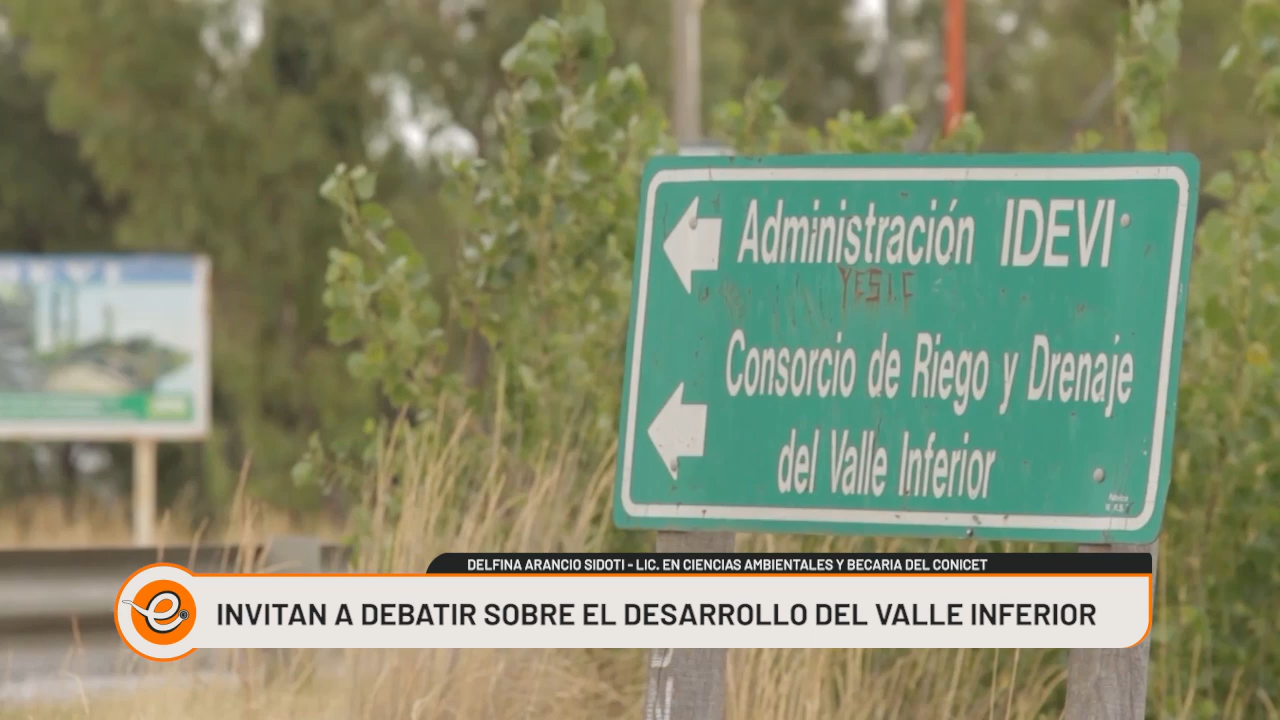 Administración IDEVI
YESI.C
Consorcio de Riego y Drenaje
del Valle Inferior
DELFINA ARANCIO SIDOTI - LIC. EN CIENCIAS AMBIENTALES Y BECARIA DEL CONICET
INVITAN A DEBATIR SOBRE EL DESARROLLO DEL VALLE INFERIOR